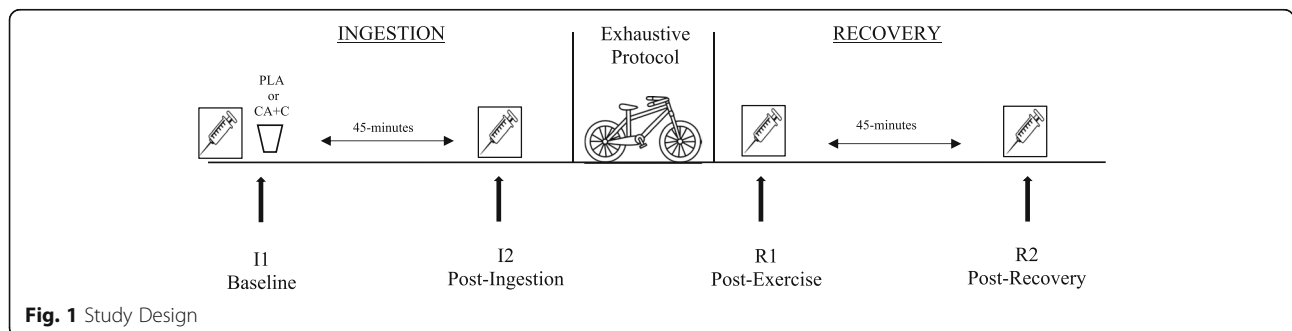 INGESTION
Exhaustive
Protocol
RECOVERY
PLA
or
CA+C
45-minutes
45-minutes
I1
Baseline
I2
Post-Ingestion
R1
Post-Exercise
R2
Post-Recovery
Fig. 1 Study Design